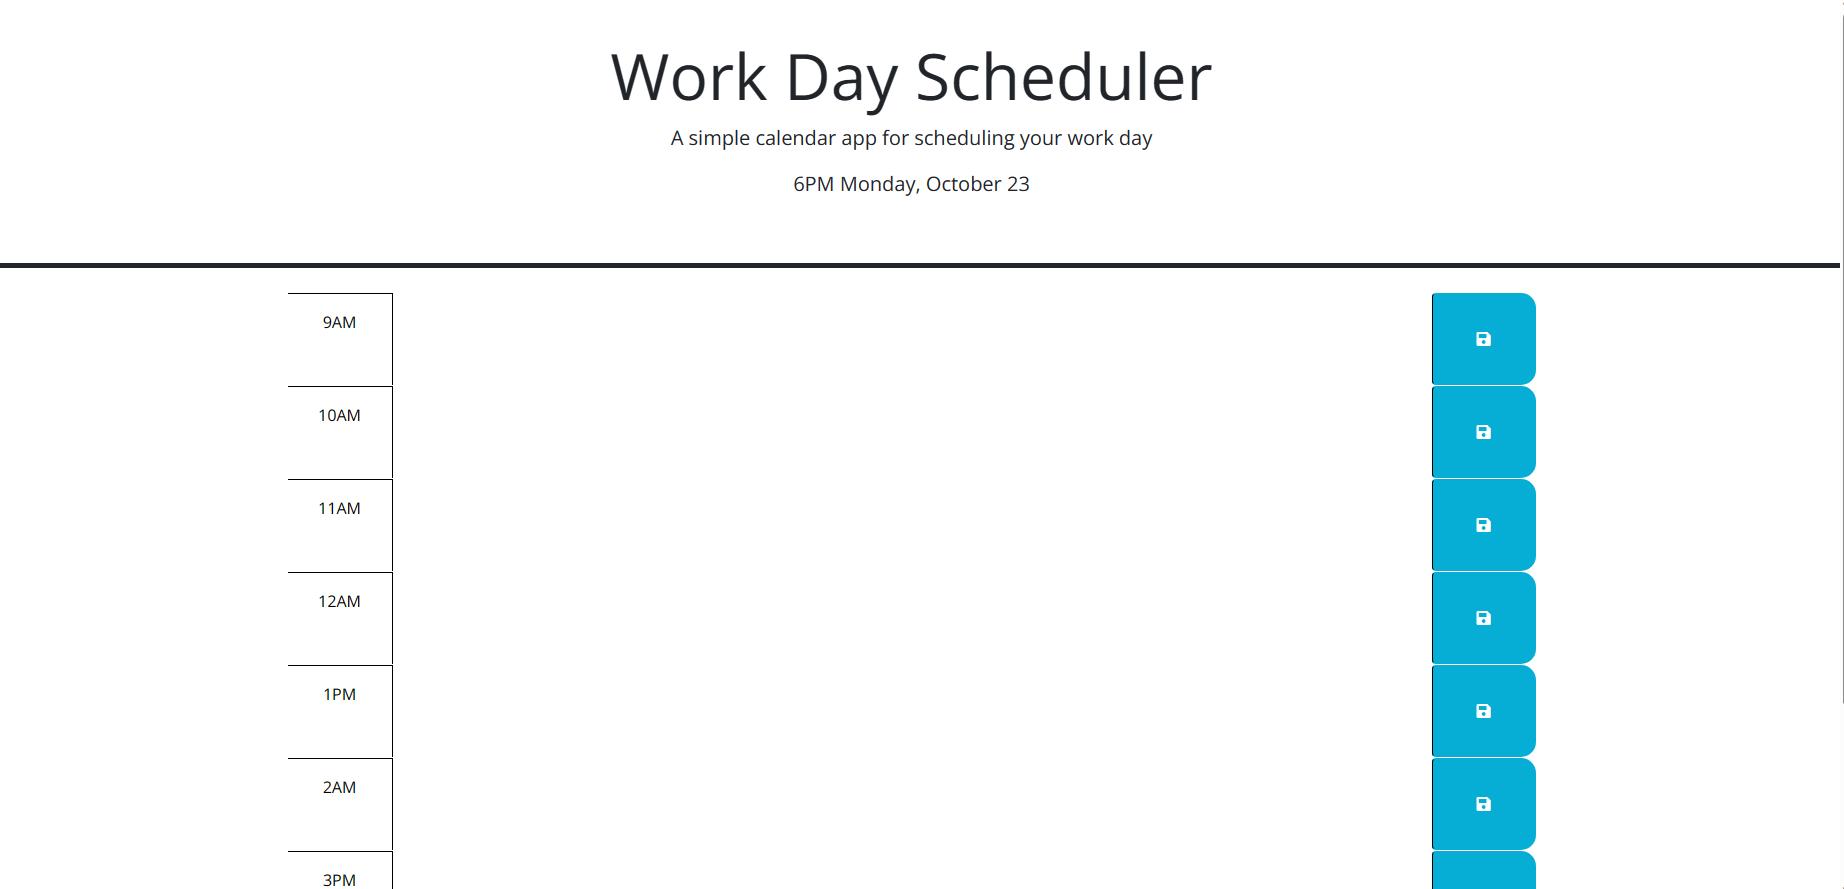 Work Day Scheduler
A simple calendar app for scheduling your work day
6PM Monday, October 23
9AM
10AM
11AM
12AM
1PM
2AM
3PM